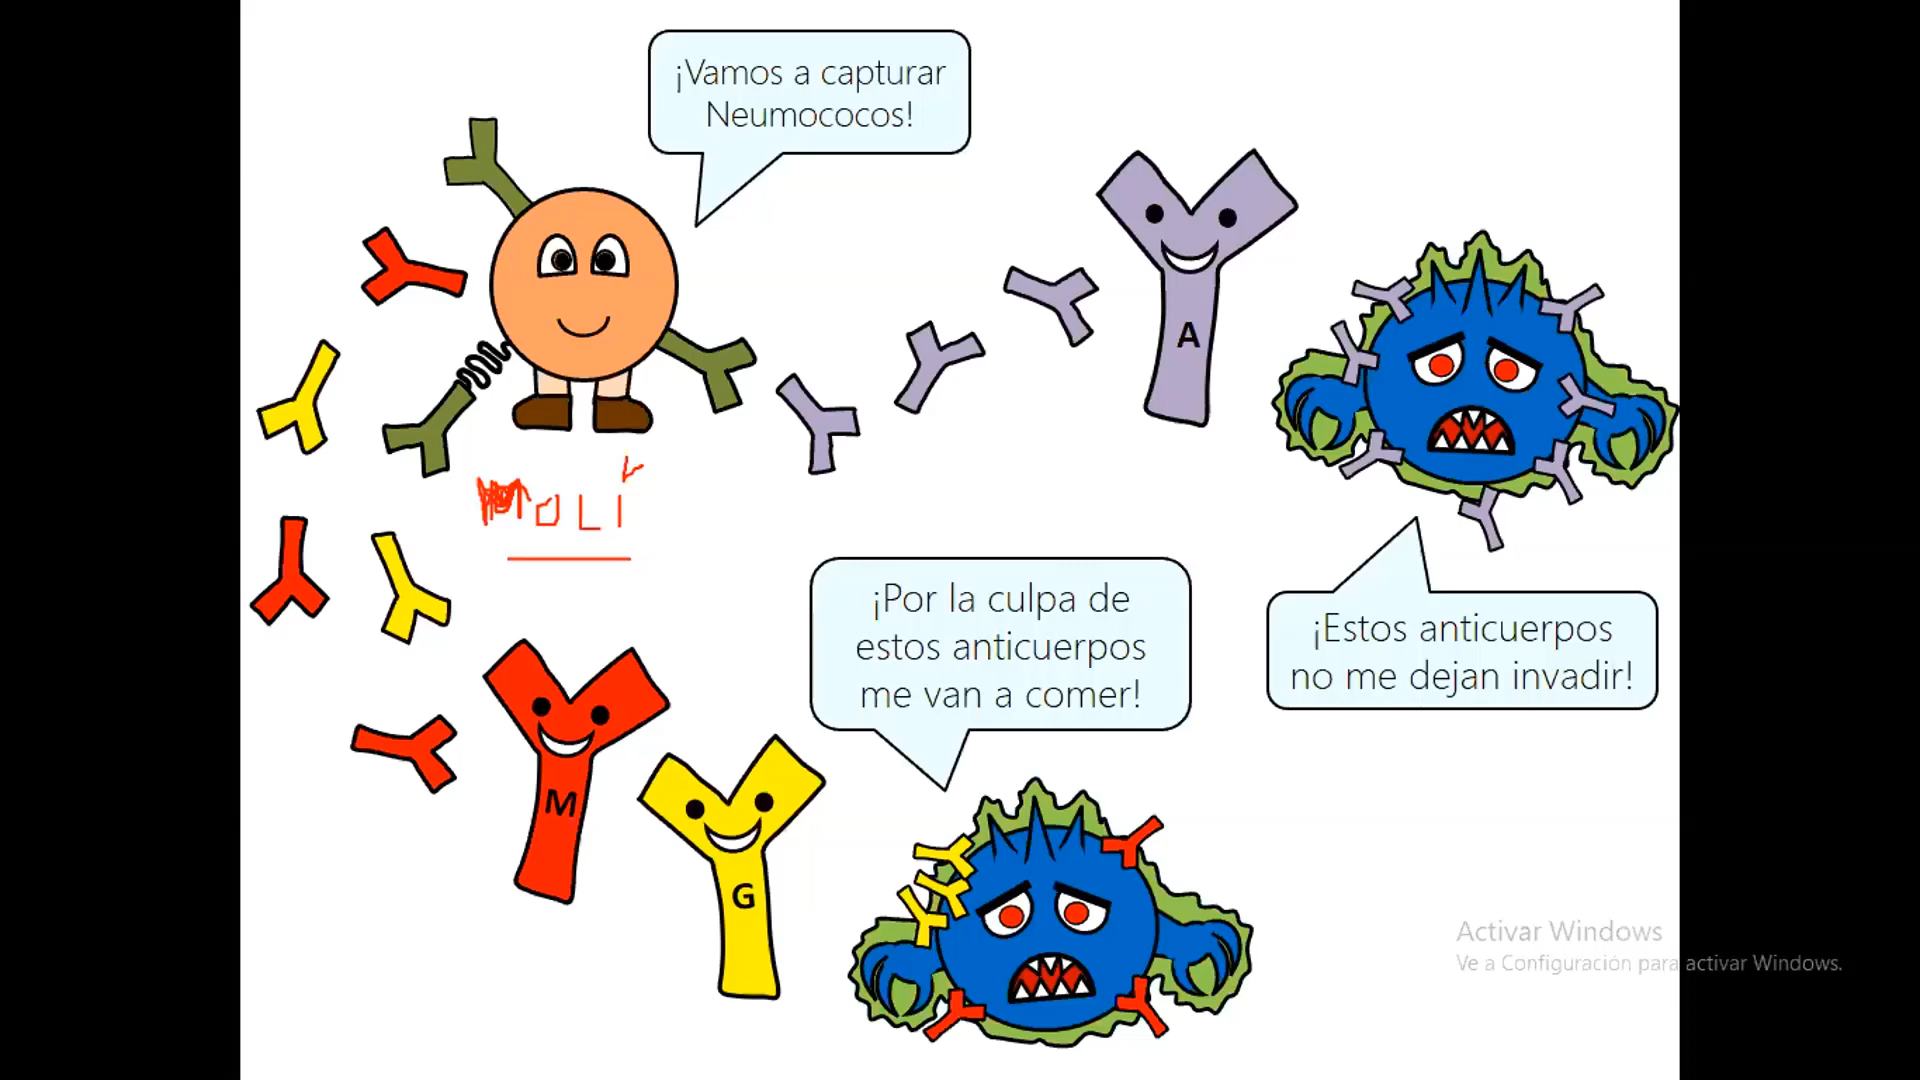 ¡Vamos a capturar
Neumococos!
A
OLI
¡Por la culpa de
estos anticuerpos
me van a comer!
¡Estos anticuerpos
no me dejan invadir!
M
G
Activar Windows
Ve a Configuración para activar Windows.